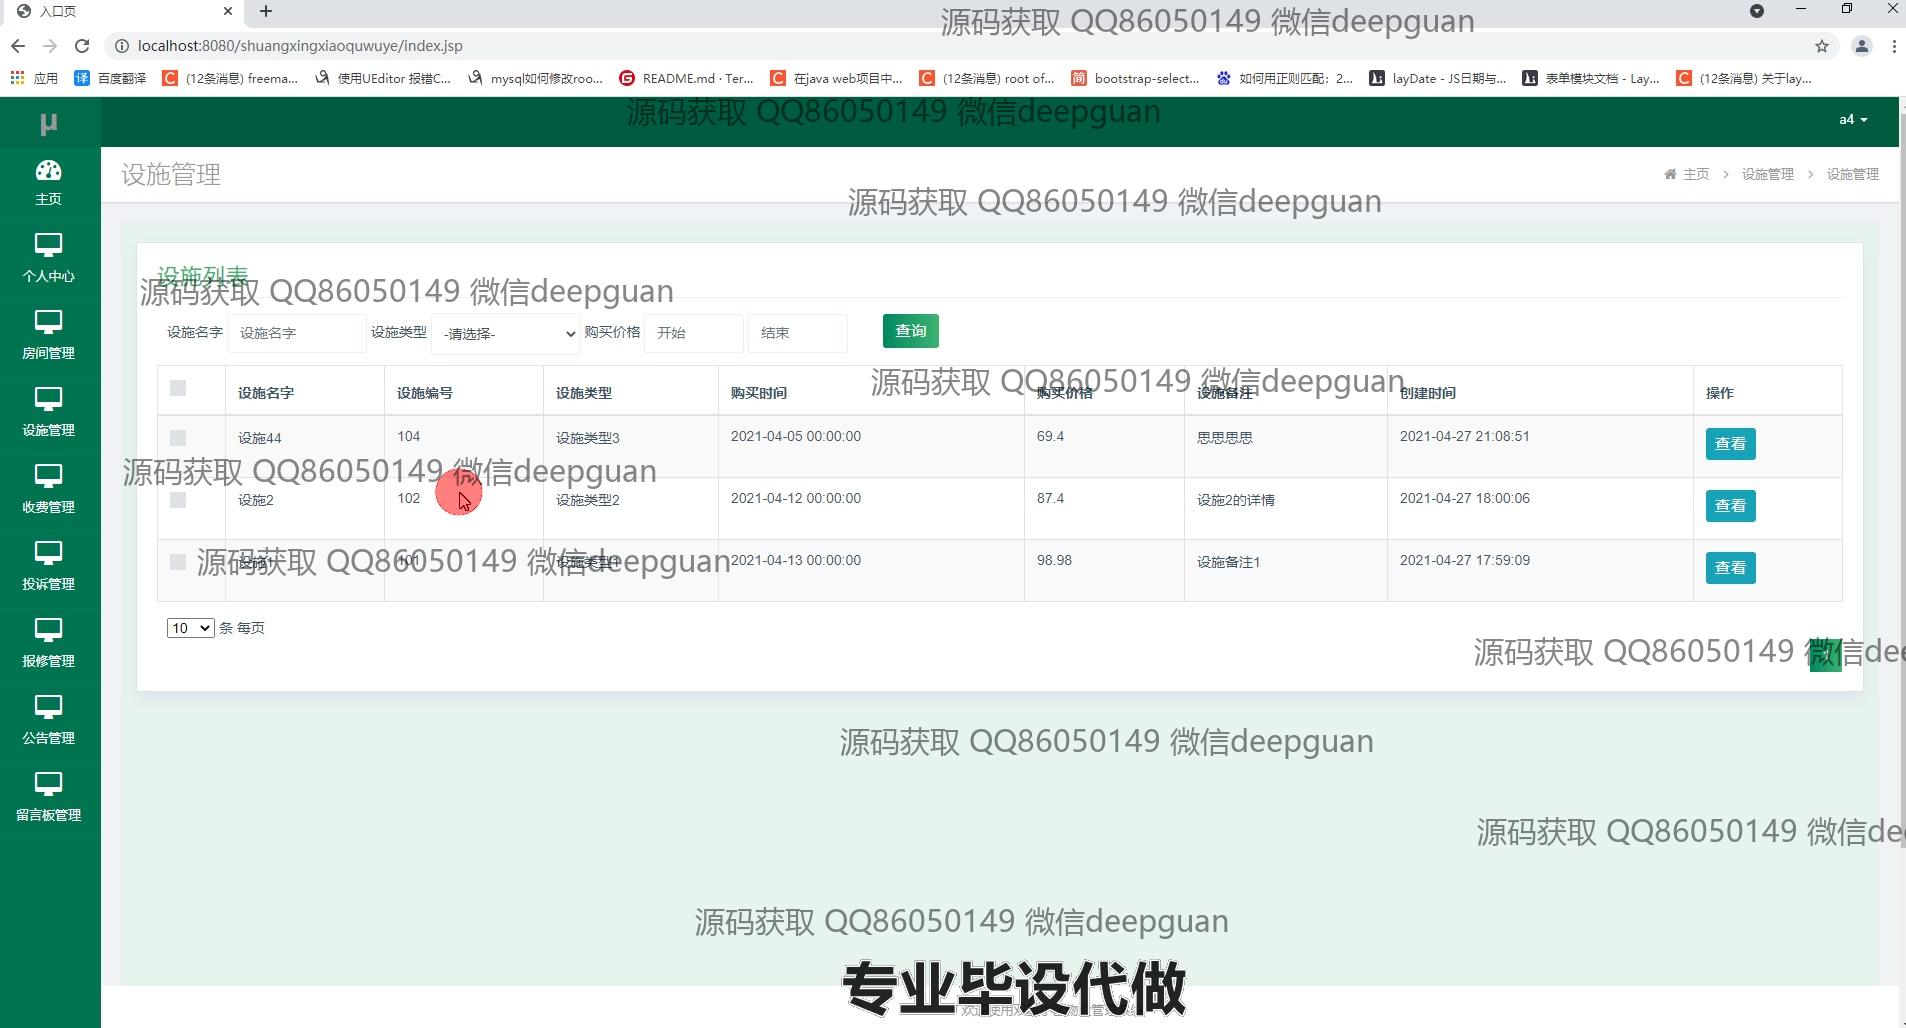 入口页
源码获取 QQ86050149 微信deepguan
localhost:8080/shuangxingxiaoquwuye/index.jsp
应用 百度翻译 (12条消息) freema... 使用UEditor 报错C... mysql如何修改roo... README.md · Ter... 在java web项目中... (12条消息) root of... bootstrap-select... 如何用正则匹配：2... layDate - JS日期与... 表单模块文档 - Lay... (12条消息) 关于lay...
源码获取 QQ86050149 微信deepguan
μ
a4
主页
个人中心
房间管理
设施管理
收费管理
投诉管理
报修管理
公告管理
留言板管理
设施管理
主页 > 设施管理 > 设施管理
源码获取 QQ86050149 微信deepguan
设施列表
源码获取 QQ86050149 微信deepguan
设施名字 设施名字 设施类型 -请选择- 购买价格 开始 结束 查询
源码获取 QQ86050149 微信deepguan
设施名字 设施编号 设施类型 购买时间 购买价格 设施备注 创建时间 操作
设施44 104 设施类型3 2021-04-05 00:00:00 69.4 思思思思 2021-04-27 21:08:51 查看
源码获取 QQ86050149 微信deepguan
设施2 102 设施类型2 2021-04-12 00:00:00 87.4 设施2的详情 2021-04-27 18:00:06 查看
源码获取 QQ86050149 微信deepguan
设施1 101 设施类型1 2021-04-13 00:00:00 98.98 设施备注1 2021-04-27 17:59:09 查看
10 条 每页
源码获取 QQ86050149 微信dee
1
源码获取 QQ86050149 微信deepguan
源码获取 QQ86050149 微信dee
源码获取 QQ86050149 微信deepguan
专业毕设代做